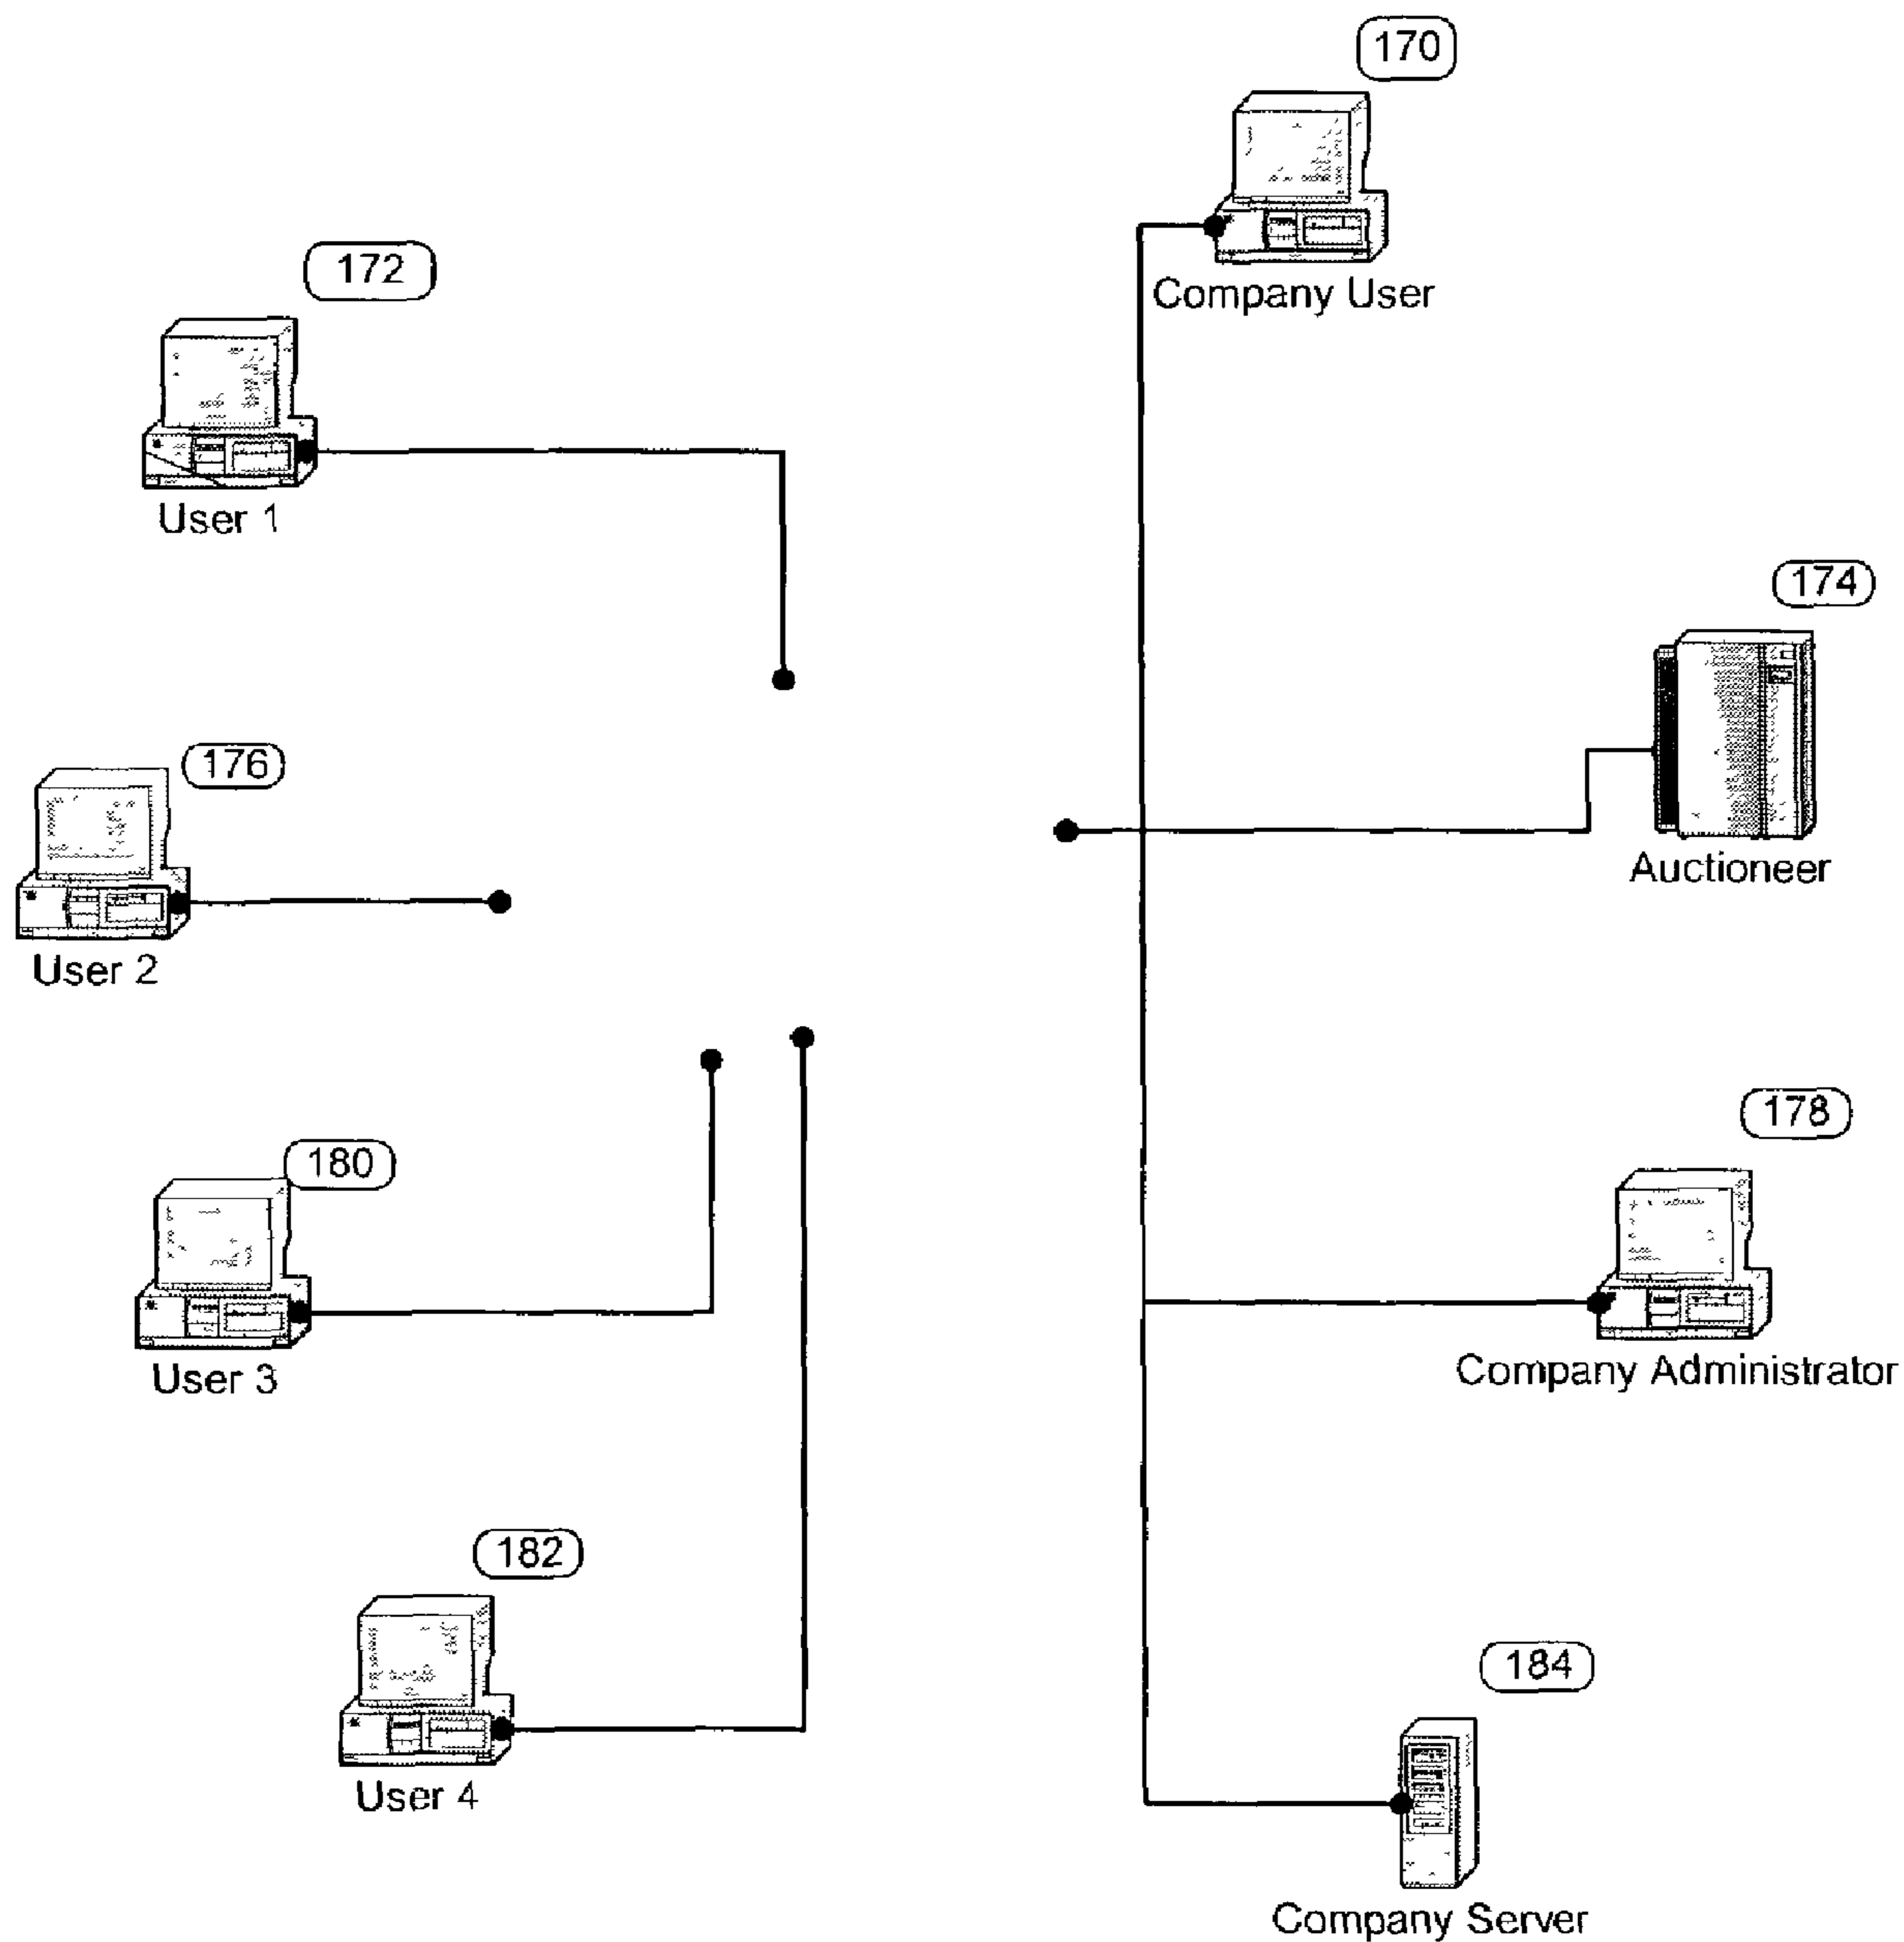 170
Company User
172
User 1
174
Auctioneer
176
User 2
178
Company Administrator
180
User 3
182
User 4
184
Company Server